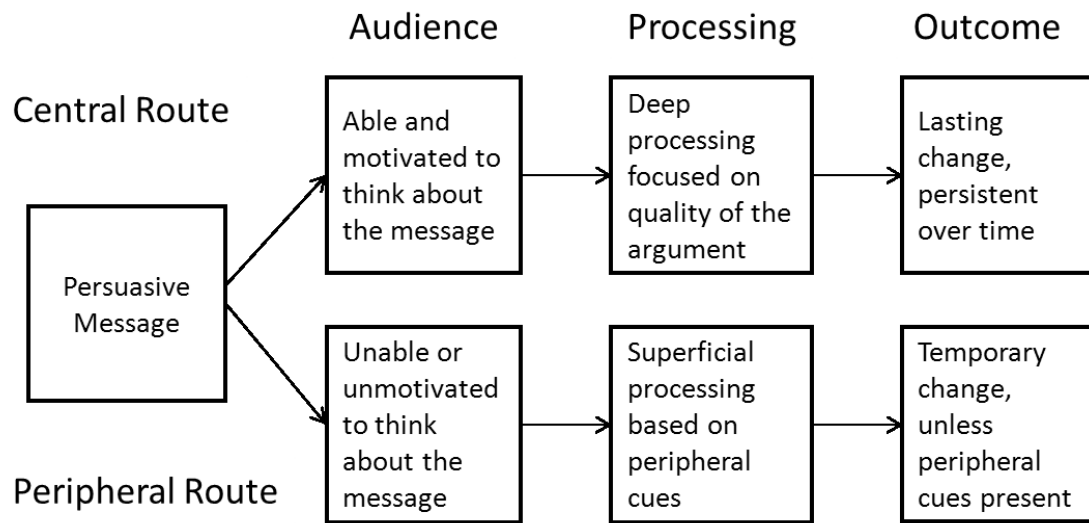 Audience
Processing
Outcome
Central Route
Able and
motivated to
think about
the message
Deep
processing
focused on
quality of the
argument
Lasting
change,
persistent
over time
Persuasive
Message
Unable or
unmotivated
to think
about the
message
Superficial
processing
based on
peripheral
cues
Temporary
change,
unless
peripheral
cues present
Peripheral Route